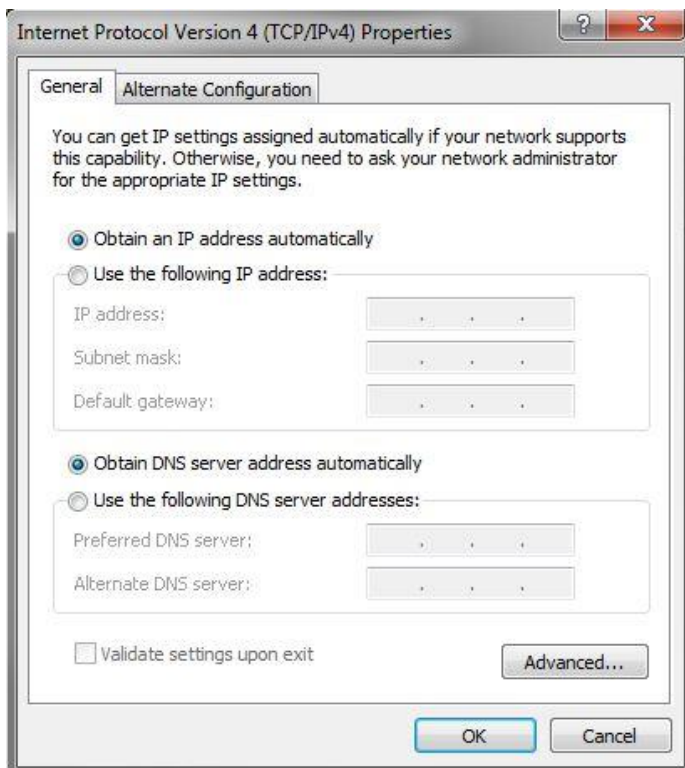 Internet Protocol Version 4 (TCP/IPv4) Properties
?
X
General
Alternate Configuration
You can get IP settings assigned automatically if your network supports
this capability. Otherwise, you need to ask your network administrator
for the appropriate IP settings.
Obtain an IP address automatically
Use the following IP address:
IP address: . . .
Subnet mask: . . .
Default gateway: . . .
Obtain DNS server address automatically
Use the following DNS server addresses:
Preferred DNS server: . . .
Alternate DNS server: . . .
Validate settings upon exit
Advanced...
OK
Cancel